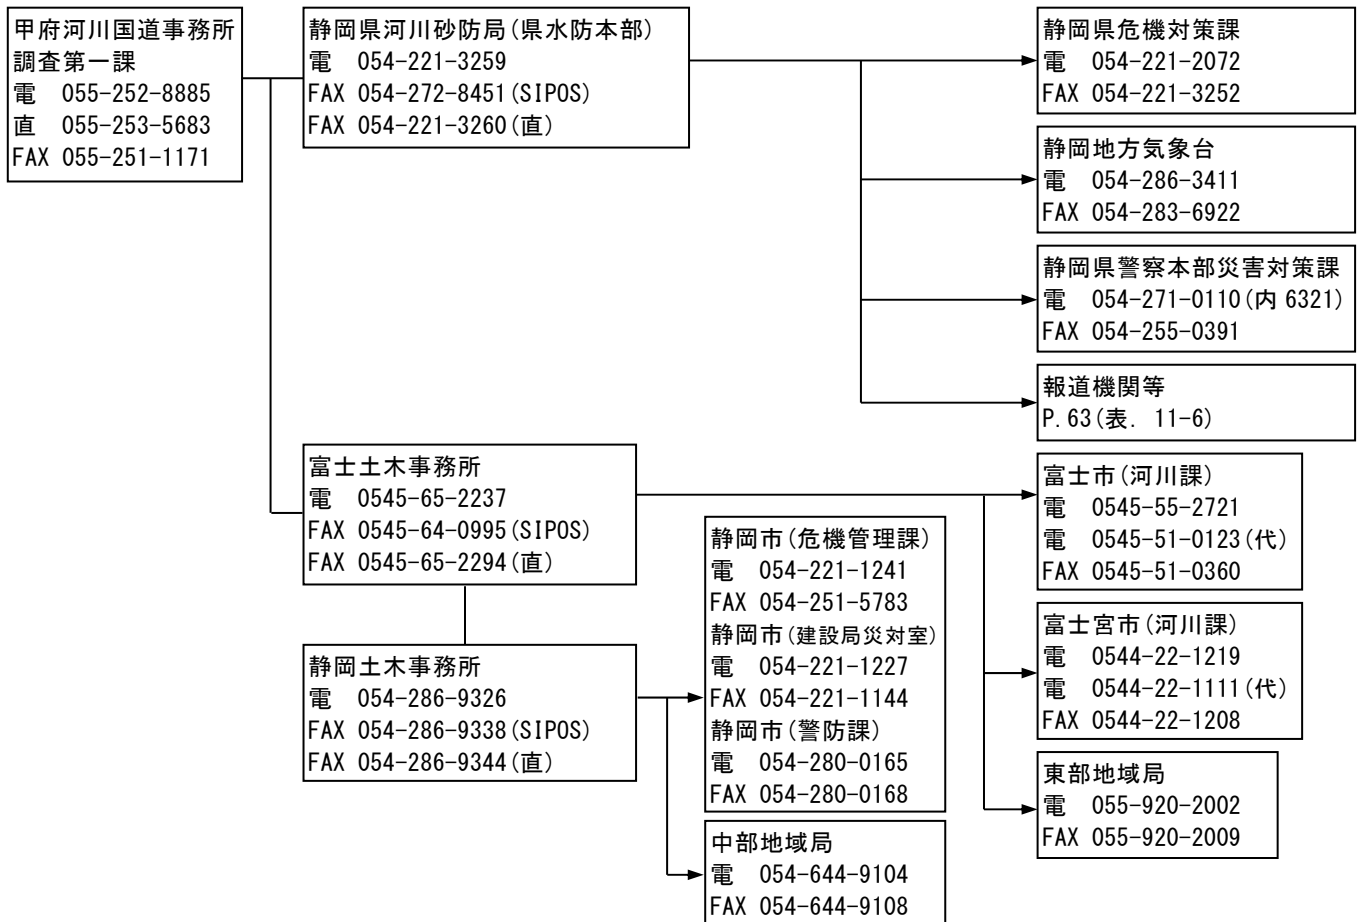 甲府河川国道事務所
調査第一課
電 055-252-8885
直 055-253-5683
FAX 055-251-1171
静岡県河川砂防局(県水防本部)
電 054-221-3259
FAX 054-272-8451(SIPOS)
FAX 054-221-3260(直)
静岡県危機対策課
電 054-221-2072
FAX 054-221-3252
静岡地方気象台
電 054-286-3411
FAX 054-283-6922
静岡県警察本部災害対策課
電 054-271-0110(内 6321)
FAX 054-255-0391
報道機関等
P.63(表. 11-6)
富士土木事務所
電 0545-65-2237
FAX 0545-64-0995(SIPOS)
FAX 0545-65-2294(直)
富士市(河川課)
電 0545-55-2721
電 0545-51-0123(代)
FAX 0545-51-0360
富士宮市(河川課)
電 0544-22-1219
電 0544-22-1111(代)
FAX 0544-22-1208
東部地域局
電 055-920-2002
FAX 055-920-2009
静岡土木事務所
電 054-286-9326
FAX 054-286-9338(SIPOS)
FAX 054-286-9344(直)
静岡市(危機管理課)
電 054-221-1241
FAX 054-251-5783
静岡市(建設局災対室)
電 054-221-1227
FAX 054-221-1144
静岡市(警防課)
電 054-280-0165
FAX 054-280-0168
中部地域局
電 054-644-9104
FAX 054-644-9108